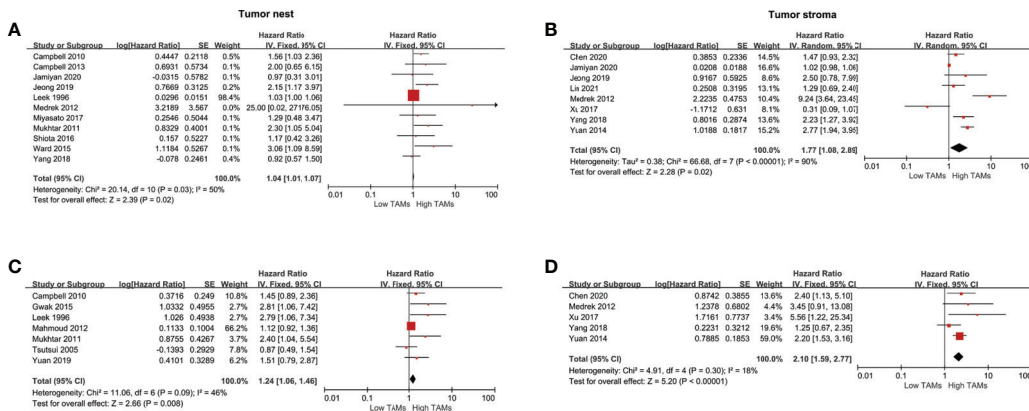 Tumor nest
Tumor stroma
A
Hazard Ratio Hazard Ratio
Study or Subgroup log[Hazard Ratio] SE Weight IV. Fixed. 95% CI IV. Fixed. 95% CI
Campbell 2010 0.4447 0.2118 0.5% 1.56 [1.03 2.36]
Campbell 2013 0.6931 0.5734 0.1% 2.00 [0.65 6.15]
Jamiyan 2020 -0.0315 0.5782 0.1% 0.97 [0.31 3.01]
Jeong 2019 0.7669 0.3125 0.2% 2.15 [1.17 3.97]
Leek 1996 0.0296 0.0151 98.4% 1.03 [1.00 1.06]
Medrek 2012 3.2189 3.567 0.0% 25.00 [0.02, 27176.05]
Miyasato 2017 0.2546 0.5044 0.1% 1.29 [0.48 3.47]
Mukhtar 2011 0.8329 0.4001 0.1% 2.30 [1.05 5.04]
Shiota 2016 0.157 0.5227 0.1% 1.17 [0.42 3.26]
Ward 2015 1.1184 0.5267 0.1% 3.06 [1.09 8.59]
Yang 2018 -0.078 0.2461 0.4% 0.92 [0.57 1.50]
Total (95% CI) 100.0% 1.04 [1.01, 1.07]
Heterogeneity: Chi² = 20.14, df = 10 (P = 0.03); I² = 50%
Test for overall effect: Z = 2.39 (P = 0.02)
0.01 0.1 1 10 100
Low TAMs High TAMs
B
Hazard Ratio Hazard Ratio
Study or Subgroup log[Hazard Ratio] SE Weight IV. Random. 95% CI IV. Random. 95% CI
Chen 2020 0.3853 0.2336 14.5% 1.47 [0.93, 2.32]
Jamiyan 2020 0.0208 0.0188 16.6% 1.02 [0.98, 1.06]
Jeong 2019 0.9167 0.5925 9.1% 2.50 [0.78, 7.99]
Lin 2021 0.2508 0.3195 13.1% 1.29 [0.69, 2.40]
Medrek 2012 2.2235 0.4753 10.9% 9.24 [3.64, 23.45]
Xu 2017 -1.1712 0.631 8.6% 0.31 [0.09, 1.07]
Yang 2018 0.8016 0.2874 13.7% 2.23 [1.27, 3.92]
Yuan 2014 1.0188 0.1817 15.2% 2.77 [1.94, 3.95]
Total (95% CI) 100.0% 1.77 [1.08, 2.89]
Heterogeneity: Tau² = 0.38; Chi² = 66.68, df = 7 (P < 0.00001); I² = 90%
Test for overall effect: Z = 2.28 (P = 0.02)
0.01 0.1 1 10 100
Low TAMs High TAMs
C
Hazard Ratio Hazard Ratio
Study or Subgroup log[Hazard Ratio] SE Weight IV. Fixed. 95% CI IV. Fixed. 95% CI
Campbell 2010 0.3716 0.249 10.8% 1.45 [0.89, 2.36]
Gwak 2015 1.0332 0.4955 2.7% 2.81 [1.06, 7.42]
Leek 1996 1.026 0.4938 2.7% 2.79 [1.06, 7.34]
Mahmoud 2012 0.1133 0.1004 66.2% 1.12 [0.92, 1.36]
Mukhtar 2011 0.8755 0.4267 3.7% 2.40 [1.04, 5.54]
Tsutsui 2005 -0.1393 0.2929 7.8% 0.87 [0.49, 1.54]
Yuan 2019 0.4101 0.3289 6.2% 1.51 [0.79, 2.87]
Total (95% CI) 100.0% 1.24 [1.06, 1.46]
Heterogeneity: Chi² = 11.06, df = 6 (P = 0.09); I² = 46%
Test for overall effect: Z = 2.66 (P = 0.008)
0.01 0.1 1 10 100
Low TAMs High TAMs
D
Hazard Ratio Hazard Ratio
Study or Subgroup log[Hazard Ratio] SE Weight IV. Fixed. 95% CI IV. Fixed. 95% CI
Chen 2020 0.8742 0.3855 13.6% 2.40 [1.13, 5.10]
Medrek 2012 1.2378 0.6802 4.4% 3.45 [0.91, 13.08]
Xu 2017 1.7161 0.7737 3.4% 5.56 [1.22, 25.34]
Yang 2018 0.2231 0.3212 19.6% 1.25 [0.67, 2.35]
Yuan 2014 0.7885 0.1853 59.0% 2.20 [1.53, 3.16]
Total (95% CI) 100.0% 2.10 [1.59, 2.77]
Heterogeneity: Chi² = 4.91, df = 4 (P = 0.30); I² = 18%
Test for overall effect: Z = 5.20 (P < 0.00001)
0.01 0.1 1 10 100
Low TAMs High TAMs